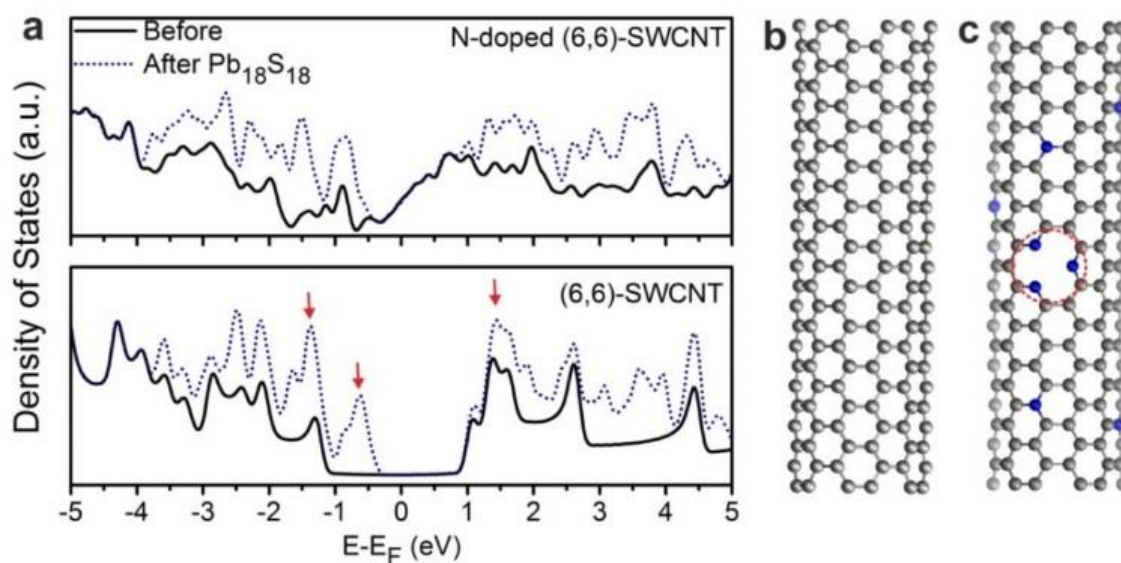 a
Before
After Pb₁₈S₁₈
N-doped (6,6)-SWCNT
(6,6)-SWCNT
Density of States (a.u.)
-5 -4 -3 -2 -1 0 1 2 3 4 5
E-E_F (eV)
b
c